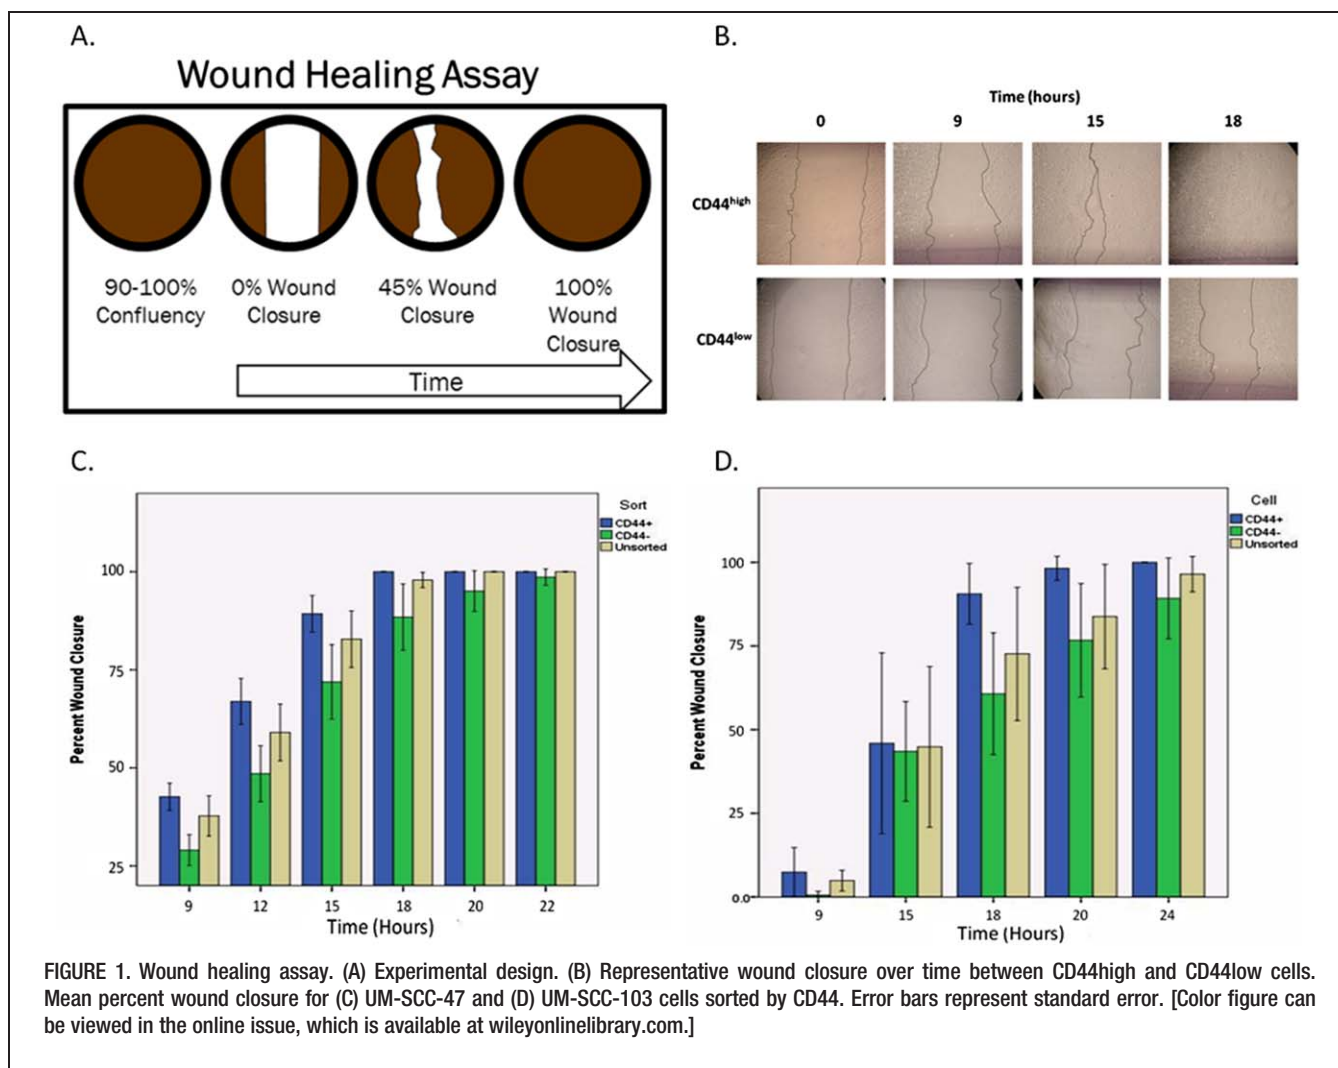 A.
Wound Healing Assay
90-100%
Confluency
0% Wound
Closure
45% Wound
Closure
100%
Wound
Closure
Time
B.
Time (hours)
0 9 15 18
CD44high
CD44low
C.
Percent Wound Closure
100
75
50
25
9 12 15 18 20 22
Time (Hours)
Sort
CD44+
CD44-
Unsorted
D.
Percent Wound Closure
100
75
50
25
0.0
9 15 18 20 24
Time (Hours)
Cell
CD44+
CD44-
Unsorted
FIGURE 1. Wound healing assay. (A) Experimental design. (B) Representative wound closure over time between CD44high and CD44low cells.
Mean percent wound closure for (C) UM-SCC-47 and (D) UM-SCC-103 cells sorted by CD44. Error bars represent standard error. [Color figure can
be viewed in the online issue, which is available at wileyonlinelibrary.com.]